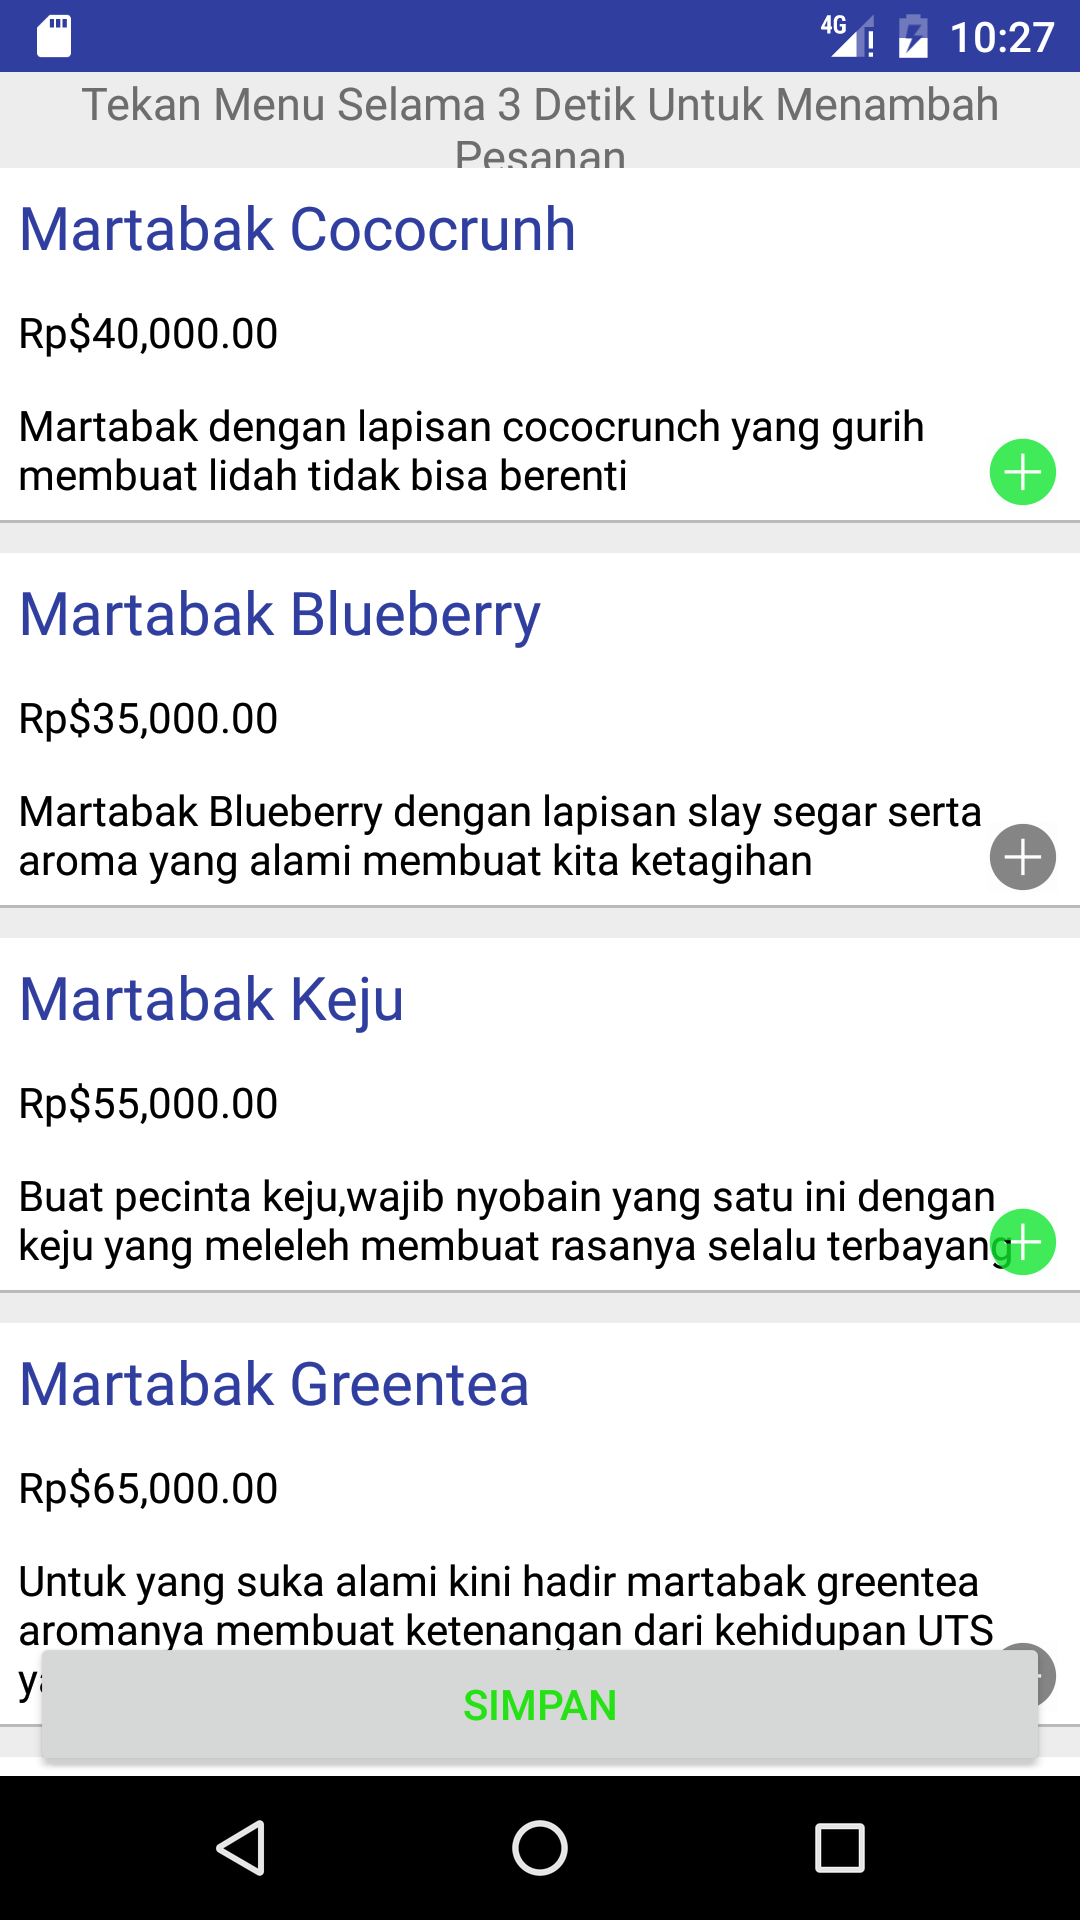 4G 10:27
Tekan Menu Selama 3 Detik Untuk Menambah
Pesanan
Martabak Cococrunh
Rp$40,000.00
Martabak dengan lapisan cococrunch yang gurih
membuat lidah tidak bisa berenti
Martabak Blueberry
Rp$35,000.00
Martabak Blueberry dengan lapisan slay segar serta
aroma yang alami membuat kita ketagihan
Martabak Keju
Rp$55,000.00
Buat pecinta keju,wajib nyobain yang satu ini dengan
keju yang meleleh membuat rasanya selalu terbayang
Martabak Greentea
Rp$65,000.00
Untuk yang suka alami kini hadir martabak greentea
aromanya membuat ketenangan dari kehidupan UTS
SIMPAN